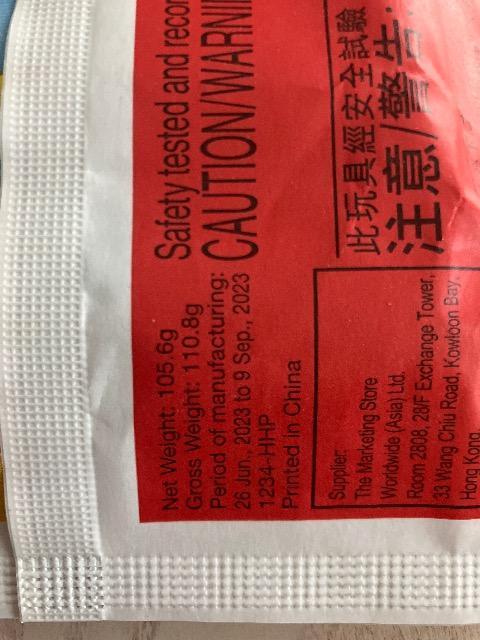 Net Weight: 105.6g
Gross Weight: 110.8g
Period of manufacturing:
26 Jun., 2023 to 9 Sep., 2023
1234-HHP
Printed in China
Supplier:
The Marketing Store
Worldwide (Asia) Ltd.
Room 2808, 28/F Exchange Tower,
33 Wang Chiu Road, Kowloon Bay,
Hong Kong
Safety tested and
CAUTION/
此玩具經安全試驗
注意/警告: